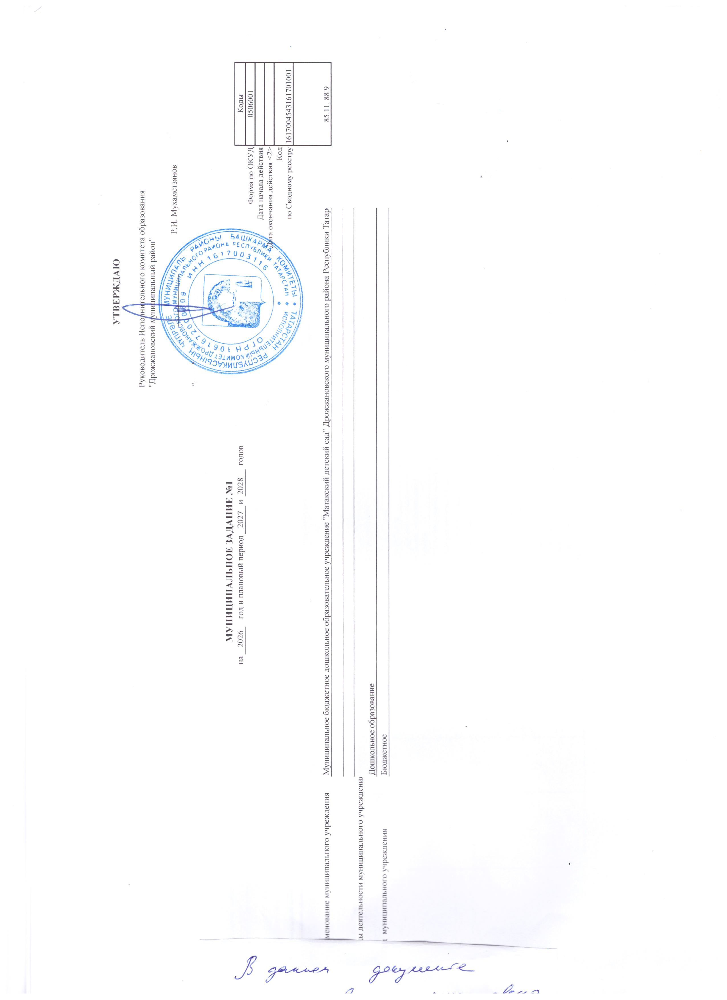 УТВЕРЖДАЮ
Руководитель Исполнительного комитета образования
"Дрожжановский муниципальный район"
Р.И. Мухаметзянов
"
ТАТАРСТАН РЕСПУБЛИКАСЫНЫҢ ЧҮПРӘЛЕ МУНИЦИПАЛЬ РАЙОНЫ БАШКАРМА КОМИТЕТЫ
ИСПОЛНИТЕЛЬНЫЙ КОМИТЕТ ДРОЖЖАНОВСКОГО МУНИЦИПАЛЬНОГО РАЙОНА РЕСПУБЛИКИ ТАТАРСТАН
ОГРН
ИНН 1617003116
МУНИЦИПАЛЬНОЕ ЗАДАНИЕ №1
на 2026 год и плановый период 2027 и 2028 годов
Коды
Форма по ОКУД 0506001
Дата начала действия
Дата окончания действия <2>
Код
по Сводному реестру 161700454316170​1001
85.11, 88.9
менование муниципального учреждения Муниципальное бюджетное дошкольное образовательное учреждение "Матакский детский сад" Дрожжановского муниципального района Республики Татар
ы деятельности муниципального учреждения
Дошкольное образование
муниципального учреждения Бюджетное
В данном документе